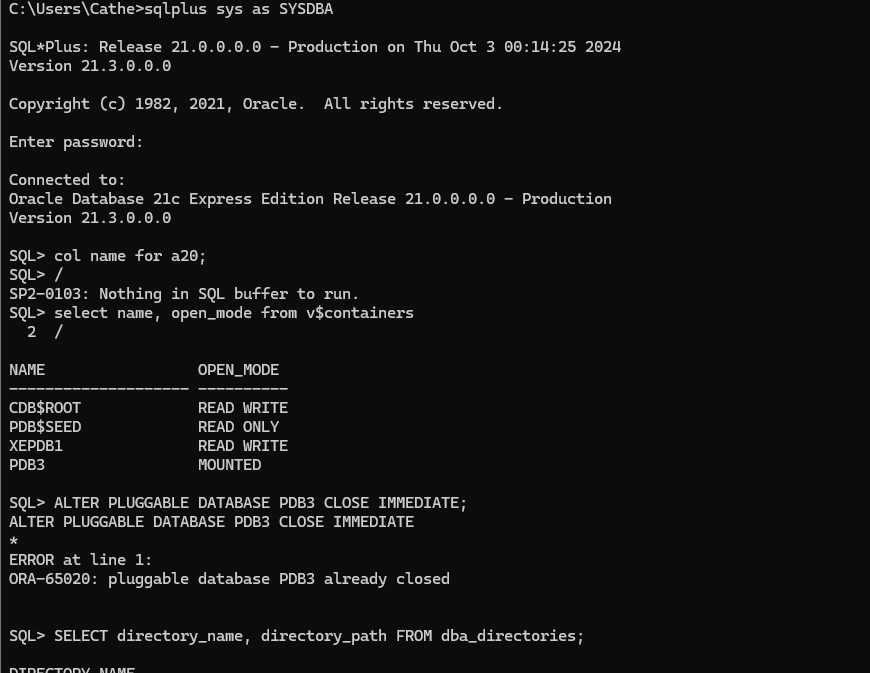 C:\Users\Cathe>sqlplus sys as SYSDBA
SQL*Plus: Release 21.0.0.0.0 - Production on Thu Oct 3 00:14:25 2024
Version 21.3.0.0.0
Copyright (c) 1982, 2021, Oracle.  All rights reserved.
Enter password:
Connected to:
Oracle Database 21c Express Edition Release 21.0.0.0.0 - Production
Version 21.3.0.0.0
SQL> col name for a20;
SQL> /
SP2-0103: Nothing in SQL buffer to run.
SQL> select name, open_mode from v$containers
  2  /
NAME                 OPEN_MODE
-------------------- ----------
CDB$ROOT             READ WRITE
PDB$SEED             READ ONLY
XEPDB1               READ WRITE
PDB3                 MOUNTED
SQL> ALTER PLUGGABLE DATABASE PDB3 CLOSE IMMEDIATE;
ALTER PLUGGABLE DATABASE PDB3 CLOSE IMMEDIATE
*
ERROR at line 1:
ORA-65020: pluggable database PDB3 already closed
SQL> SELECT directory_name, directory_path FROM dba_directories;
DIRECTORY_NAME